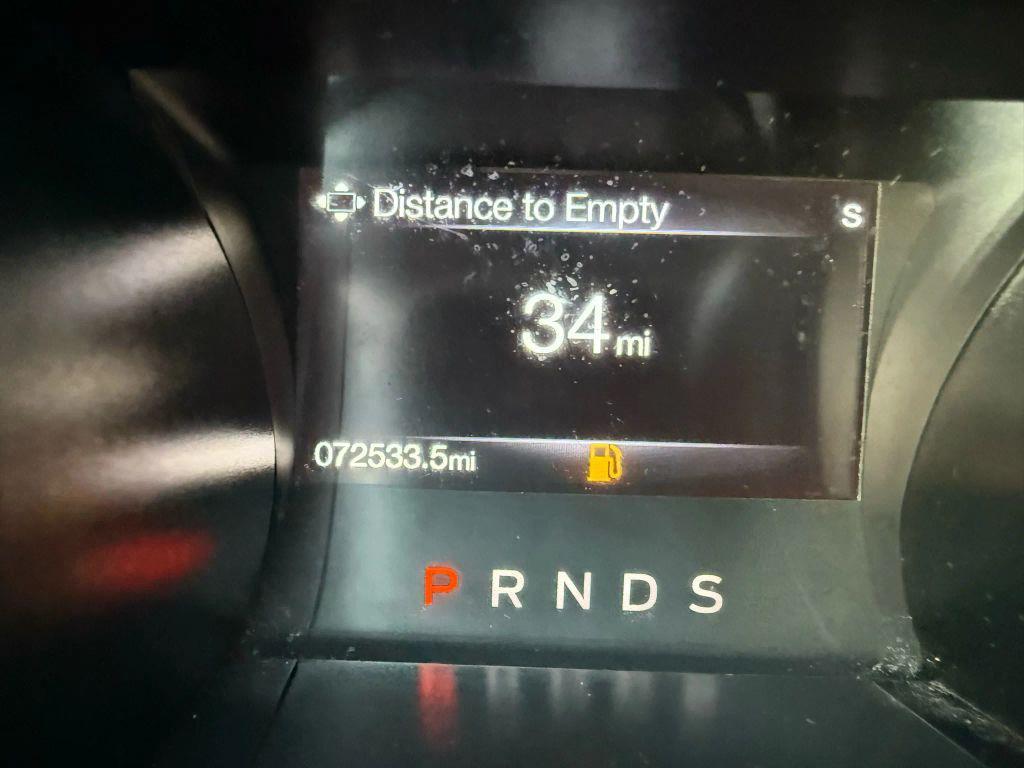 Distance to Empty S
34 mi
072533.5mi
P R N D S